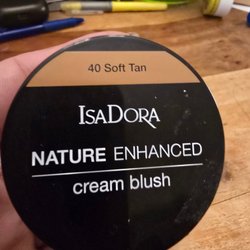 40 Soft Tan
ISADORA
NATURE ENHANCED
cream blush